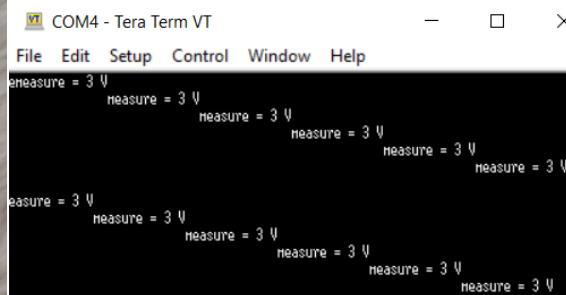 COM4 - Tera Term VT
File Edit Setup Control Window Help
emeasure = 3 V
measure = 3 V
measure = 3 V
measure = 3 V
measure = 3 V
measure = 3 V
easure = 3 V
measure = 3 V
measure = 3 V
measure = 3 V
measure = 3 V
measure = 3 V